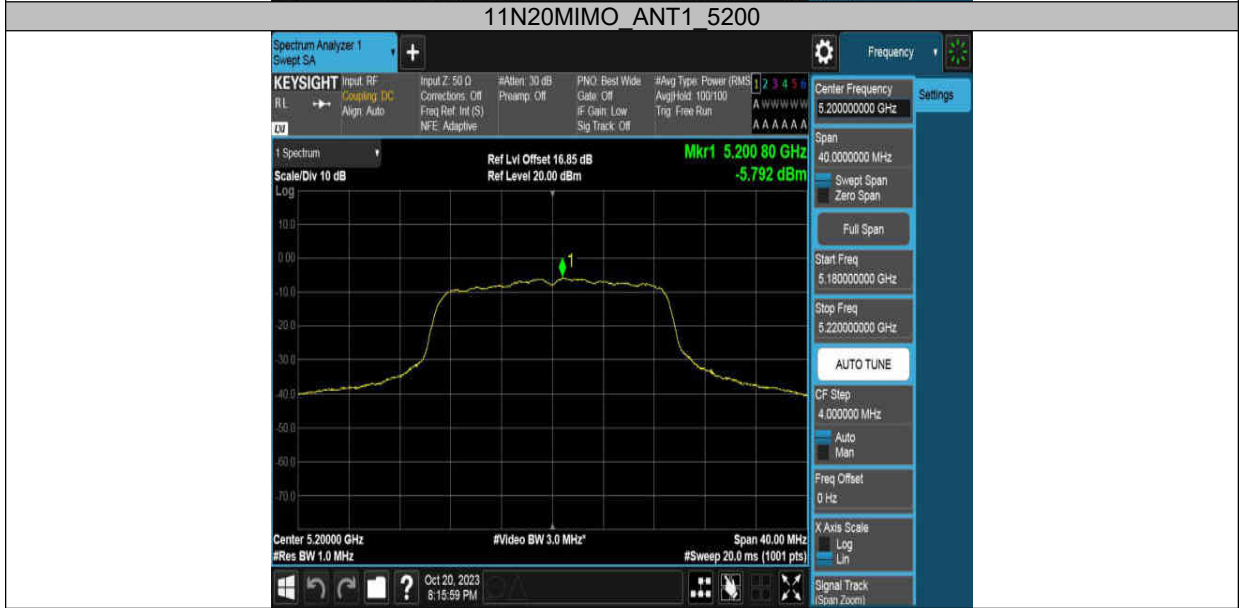 11N20MIMO_ANT1_5200
Spectrum Analyzer 1
Swept SA
Frequency
KEYSIGHT
RL
LXI
Input: RF
Coupling: DC
Align: Auto
Input Z: 50 Ω
Corrections: Off
Freq Ref: Int (S)
NFE: Adaptive
#Atten: 30 dB
Preamp: Off
PNO: Best Wide
Gate: Off
IF Gain: Low
Sig Track: Off
#Avg Type: Power (RMS
Avg|Hold: 100/100
Trig: Free Run
1 2 3 4 5 6
A W W W W W
A A A A A A
1 Spectrum
Scale/Div 10 dB
Log
Ref Lvl Offset 16.85 dB
Ref Level 20.00 dBm
Mkr1 5.200 80 GHz
-5.792 dBm
10.0
0.00
-10.0
-20.0
-30.0
-40.0
-50.0
-60.0
-70.0
1
Center 5.20000 GHz
#Res BW 1.0 MHz
#Video BW 3.0 MHz*
Span 40.00 MHz
#Sweep 20.0 ms (1001 pts)
Oct 20, 2023
8:15:59 PM
Center Frequency
5.200000000 GHz
Settings
Span
40.0000000 MHz
Swept Span
Zero Span
Full Span
Start Freq
5.180000000 GHz
Stop Freq
5.220000000 GHz
AUTO TUNE
CF Step
4.000000 MHz
Auto
Man
Freq Offset
0 Hz
X Axis Scale
Log
Lin
Signal Track
(Span Zoom)